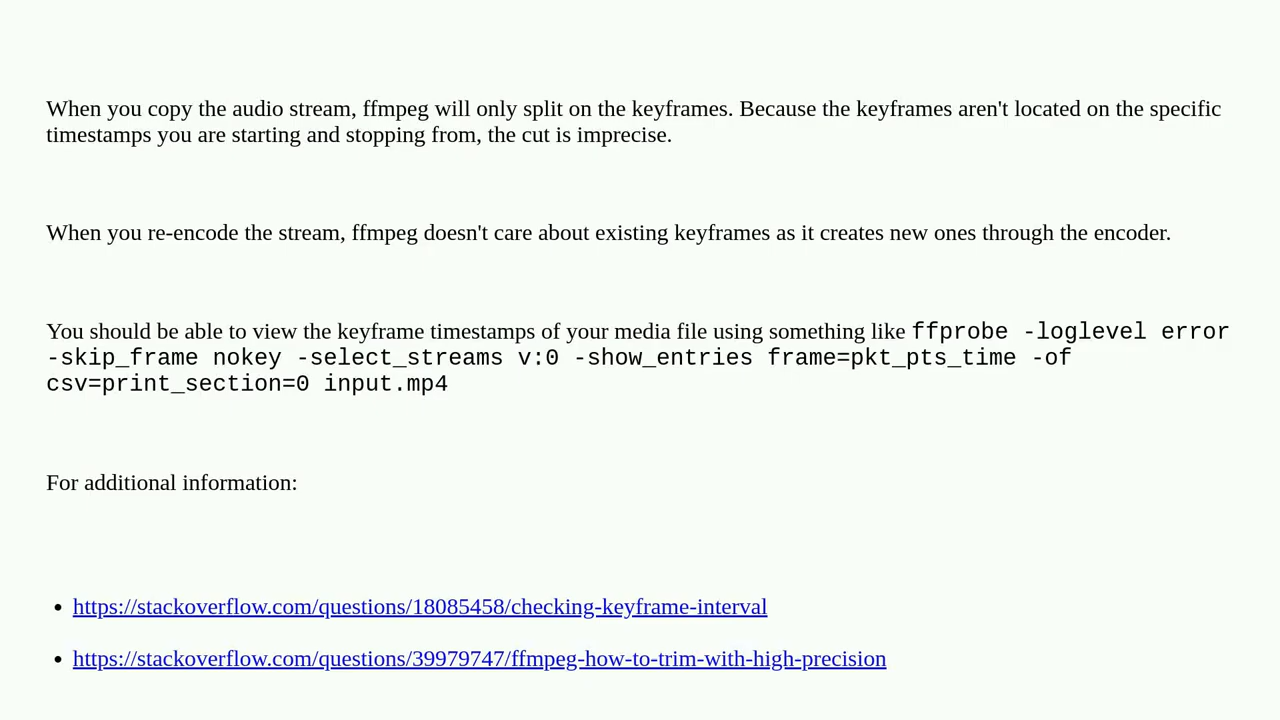 When you copy the audio stream, ffmpeg will only split on the keyframes. Because the keyframes aren't located on the specific
timestamps you are starting and stopping from, the cut is imprecise.
When you re-encode the stream, ffmpeg doesn't care about existing keyframes as it creates new ones through the encoder.
You should be able to view the keyframe timestamps of your media file using something like ffprobe -loglevel error
-skip_frame nokey -select_streams v:0 -show_entries frame=pkt_pts_time -of
csv=print_section=0 input.mp4
For additional information:
• https://stackoverflow.com/questions/18085458/checking-keyframe-interval
• https://stackoverflow.com/questions/39979747/ffmpeg-how-to-trim-with-high-precision